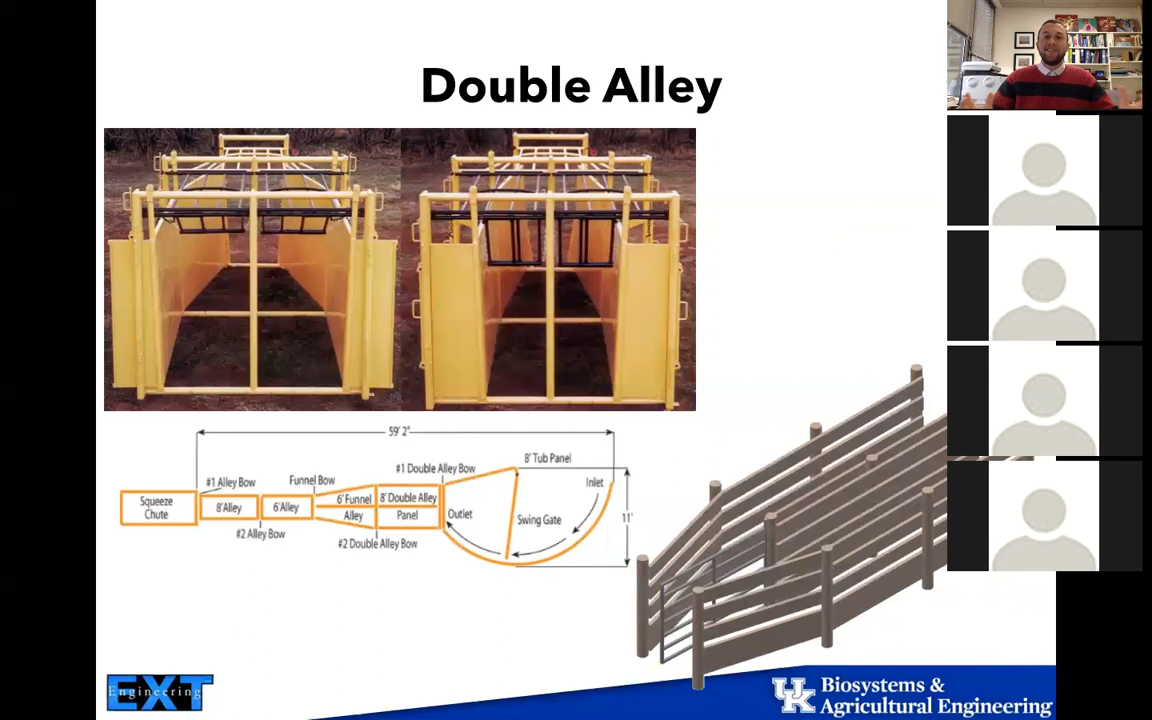 Double Alley
59' 2"
8' Tub Panel
#1 Double Alley Bow
Inlet
#1 Alley Bow
Funnel Bow
Squeeze
Chute
8' Alley
6' Alley
6' Funnel
Alley
8' Double Alley
Panel
Outlet
Swing Gate
11'
#2 Alley Bow
#2 Double Alley Bow
EXT
Engineering
UK
Biosystems &
Agricultural Engineering